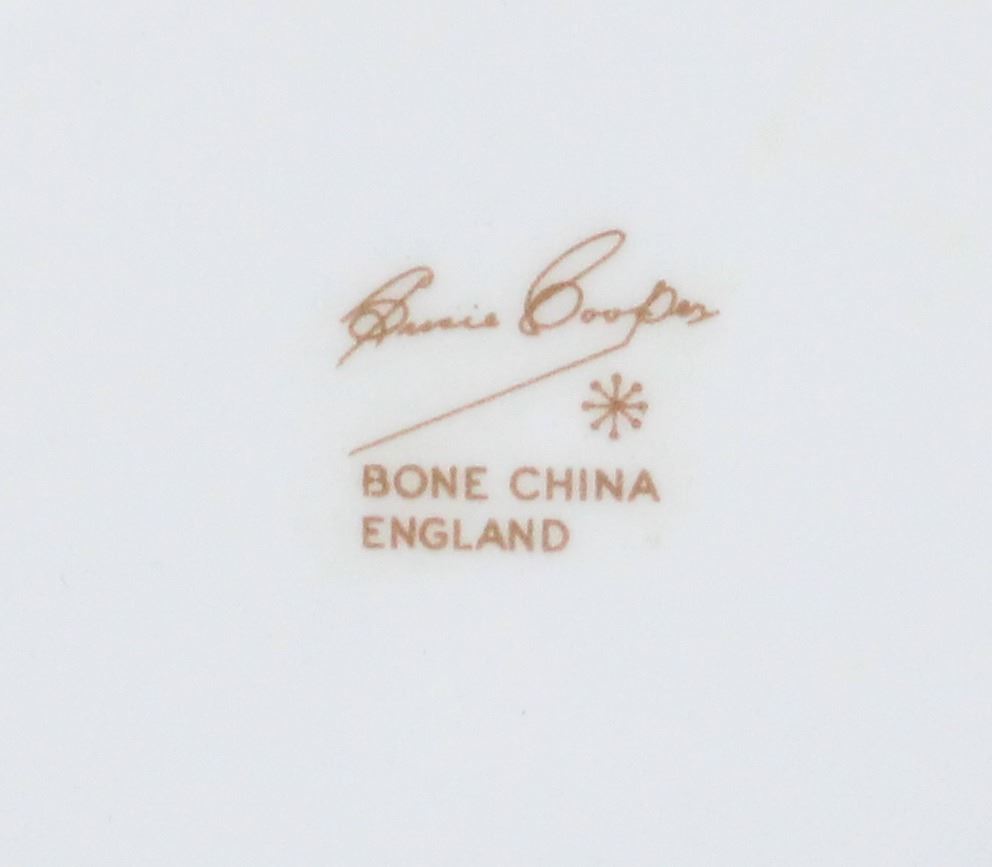 Susie Cooper
BONE CHINA
ENGLAND